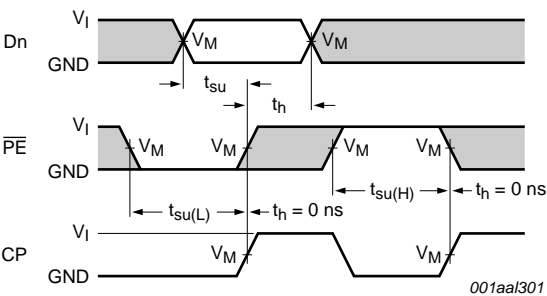 V_I
Dn
V_M
V_M
GND
t_su
t_h
V_I
PE
V_M
V_M
V_M
V_M
GND
t_su(L)
t_h = 0 ns
t_su(H)
t_h = 0 ns
V_I
CP
V_M
V_M
GND
001aal301